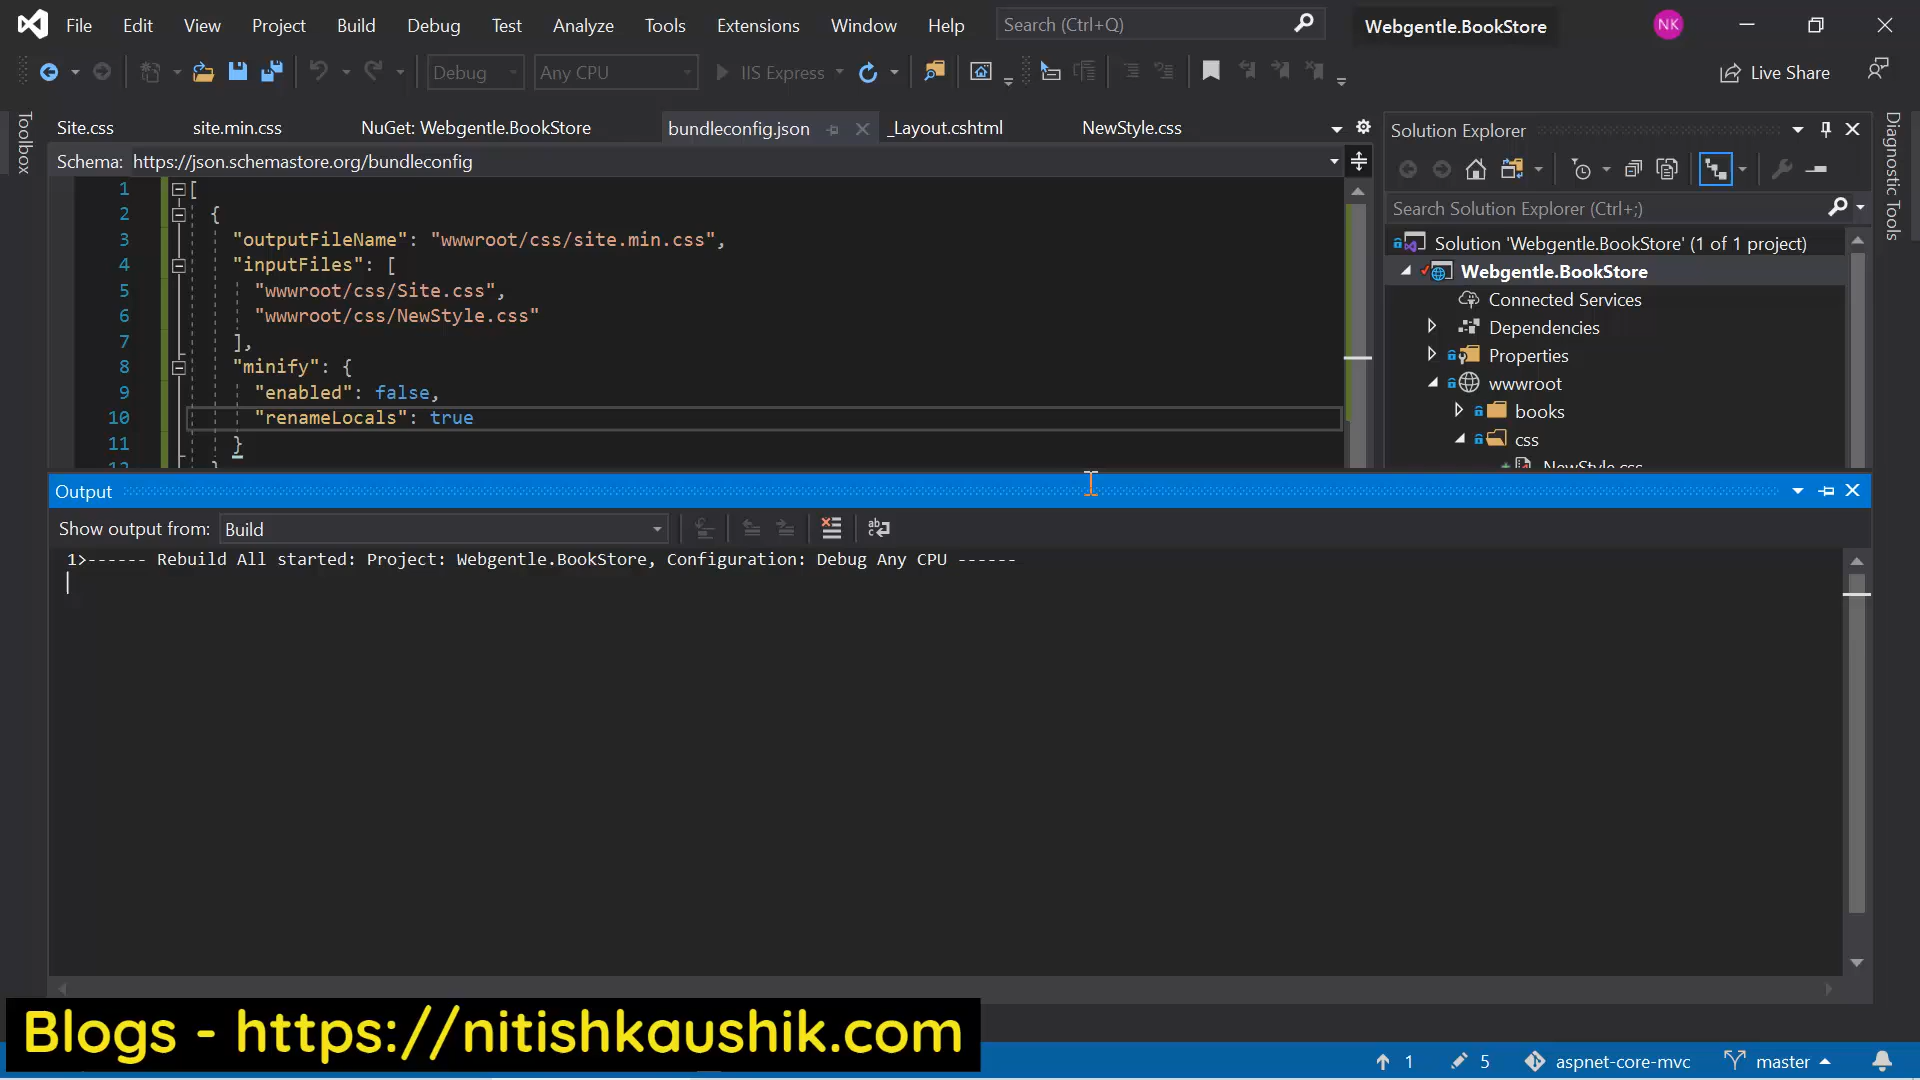 File Edit View Project Build Debug Test Analyze Tools Extensions Window Help Search (Ctrl+Q) Webgentle.BookStore NK
Debug Any CPU IIS Express Live Share
Toolbox
Site.css site.min.css NuGet: Webgentle.BookStore bundleconfig.json _Layout.cshtml NewStyle.css
Schema: https://json.schemastore.org/bundleconfig
1 [
2 {
3 "outputFileName": "wwwroot/css/site.min.css",
4 "inputFiles": [
5 "wwwroot/css/Site.css",
6 "wwwroot/css/NewStyle.css"
7 ],
8 "minify": {
9 "enabled": false,
10 "renameLocals": true
11 }
12 }
Solution Explorer
Search Solution Explorer (Ctrl+;)
Solution 'Webgentle.BookStore' (1 of 1 project)
Webgentle.BookStore
Connected Services
Dependencies
Properties
wwwroot
books
css
NewStyle.css
Diagnostic Tools
Output
Show output from: Build
1>------ Rebuild All started: Project: Webgentle.BookStore, Configuration: Debug Any CPU ------
Blogs - https://nitishkaushik.com
1 5 aspnet-core-mvc master